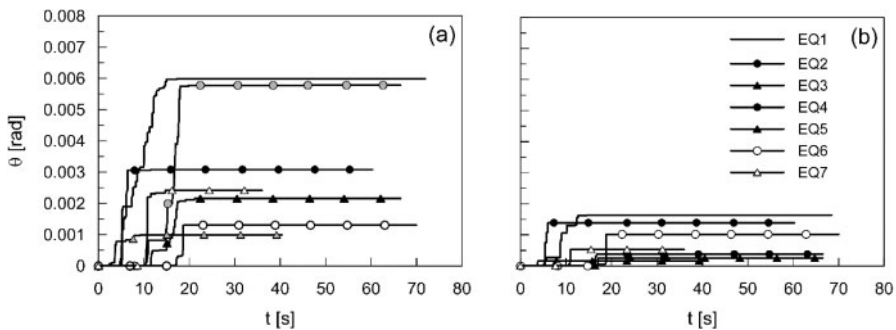 0.008
0.007
0.006
0.005
0.004
0.003
0.002
0.001
0
θ [rad]
(a)
0 10 20 30 40 50 60 70 80
t [s]
(b)
EQ1
EQ2
EQ3
EQ4
EQ5
EQ6
EQ7
0 10 20 30 40 50 60 70 80
t [s]